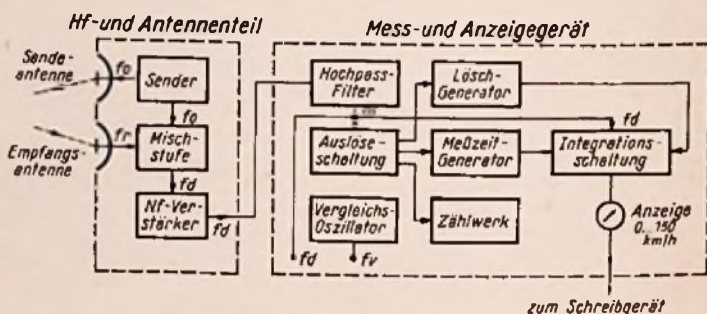 Hf-und Antennenteil
Mess-und Anzeigegerät
Sende-
antenne
fo
Sender
fo
fr
Misch-
stufe
Empfangs-
antenne
fd
Nf-Ver-
stärker
fd
Hochpass-
Filter
Lösch-
Generator
fd
Auslöse-
schaltung
Meßzeit-
Generator
Integrations-
schaltung
Vergleichs-
Oszillator
Zählwerk
Anzeige
0...150
km/h
fd
fv
zum Schreibgerät